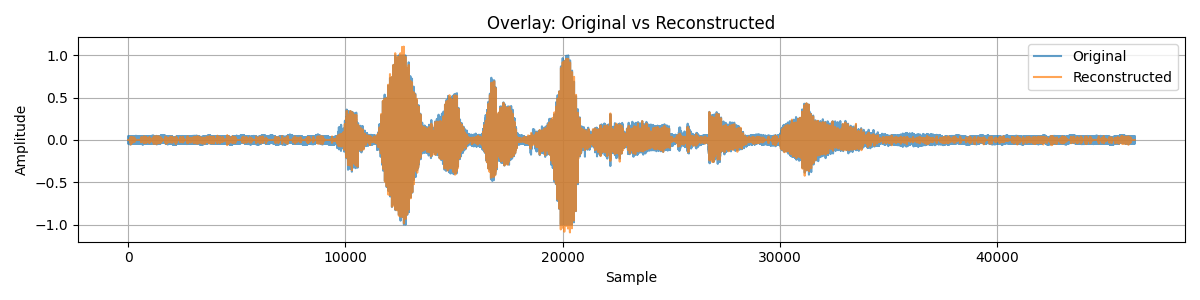 Overlay: Original vs Reconstructed
Original
Reconstructed
Amplitude
1.0
0.5
0.0
−0.5
−1.0
0
10000
20000
30000
40000
Sample